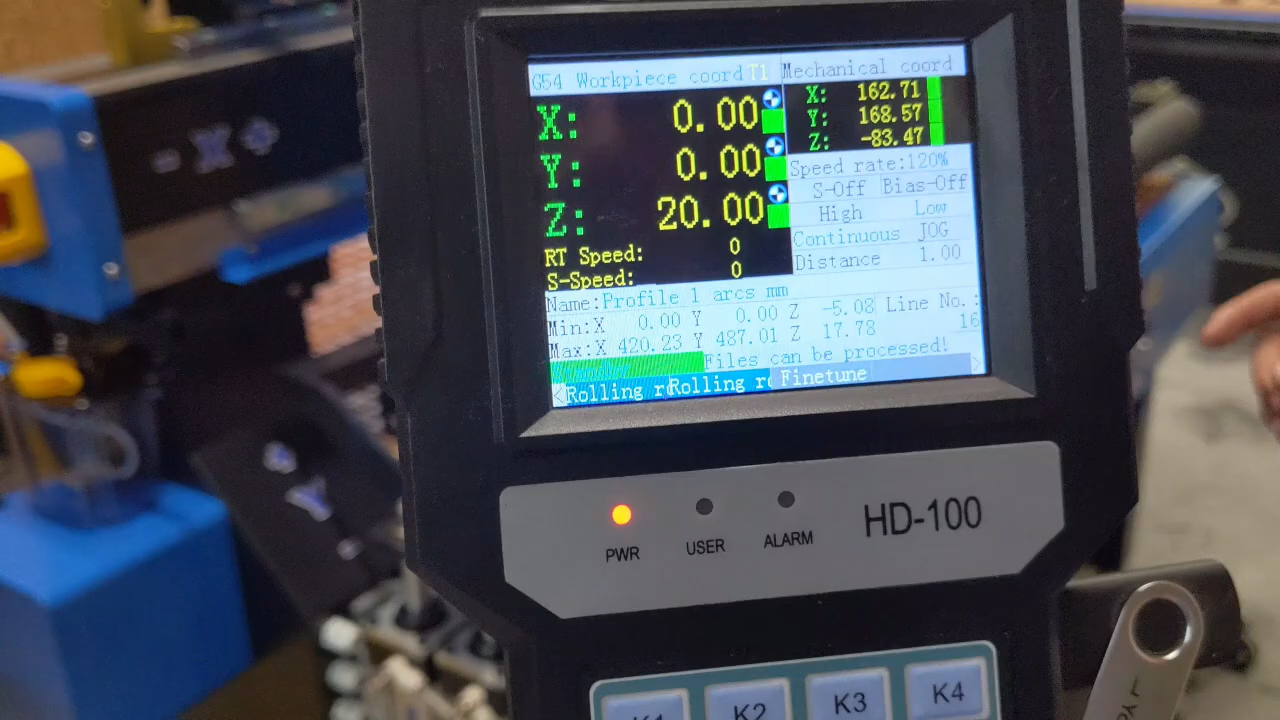 G54 Workpiece coord T1 Mechanical coord
X: 0.00 X: 162.71
Y: 0.00 Y: 168.57
Z: 20.00 Z: -83.47
Speed rate:120%
S-Off Bias-Off
High Low
Continuous JOG
Distance 1.00
RT Speed: 0
S-Speed: 0
Name:Profile 1 arcs mm
Min:X 0.00 Y 0.00 Z -5.08 Line No.:
Max:X 420.23 Y 487.01 Z 17.78 16
Files can be processed!
<Rolling r Rolling r Finetune >
PWR USER ALARM HD-100
K1 K2 K3 K4
- X +
+ Y -